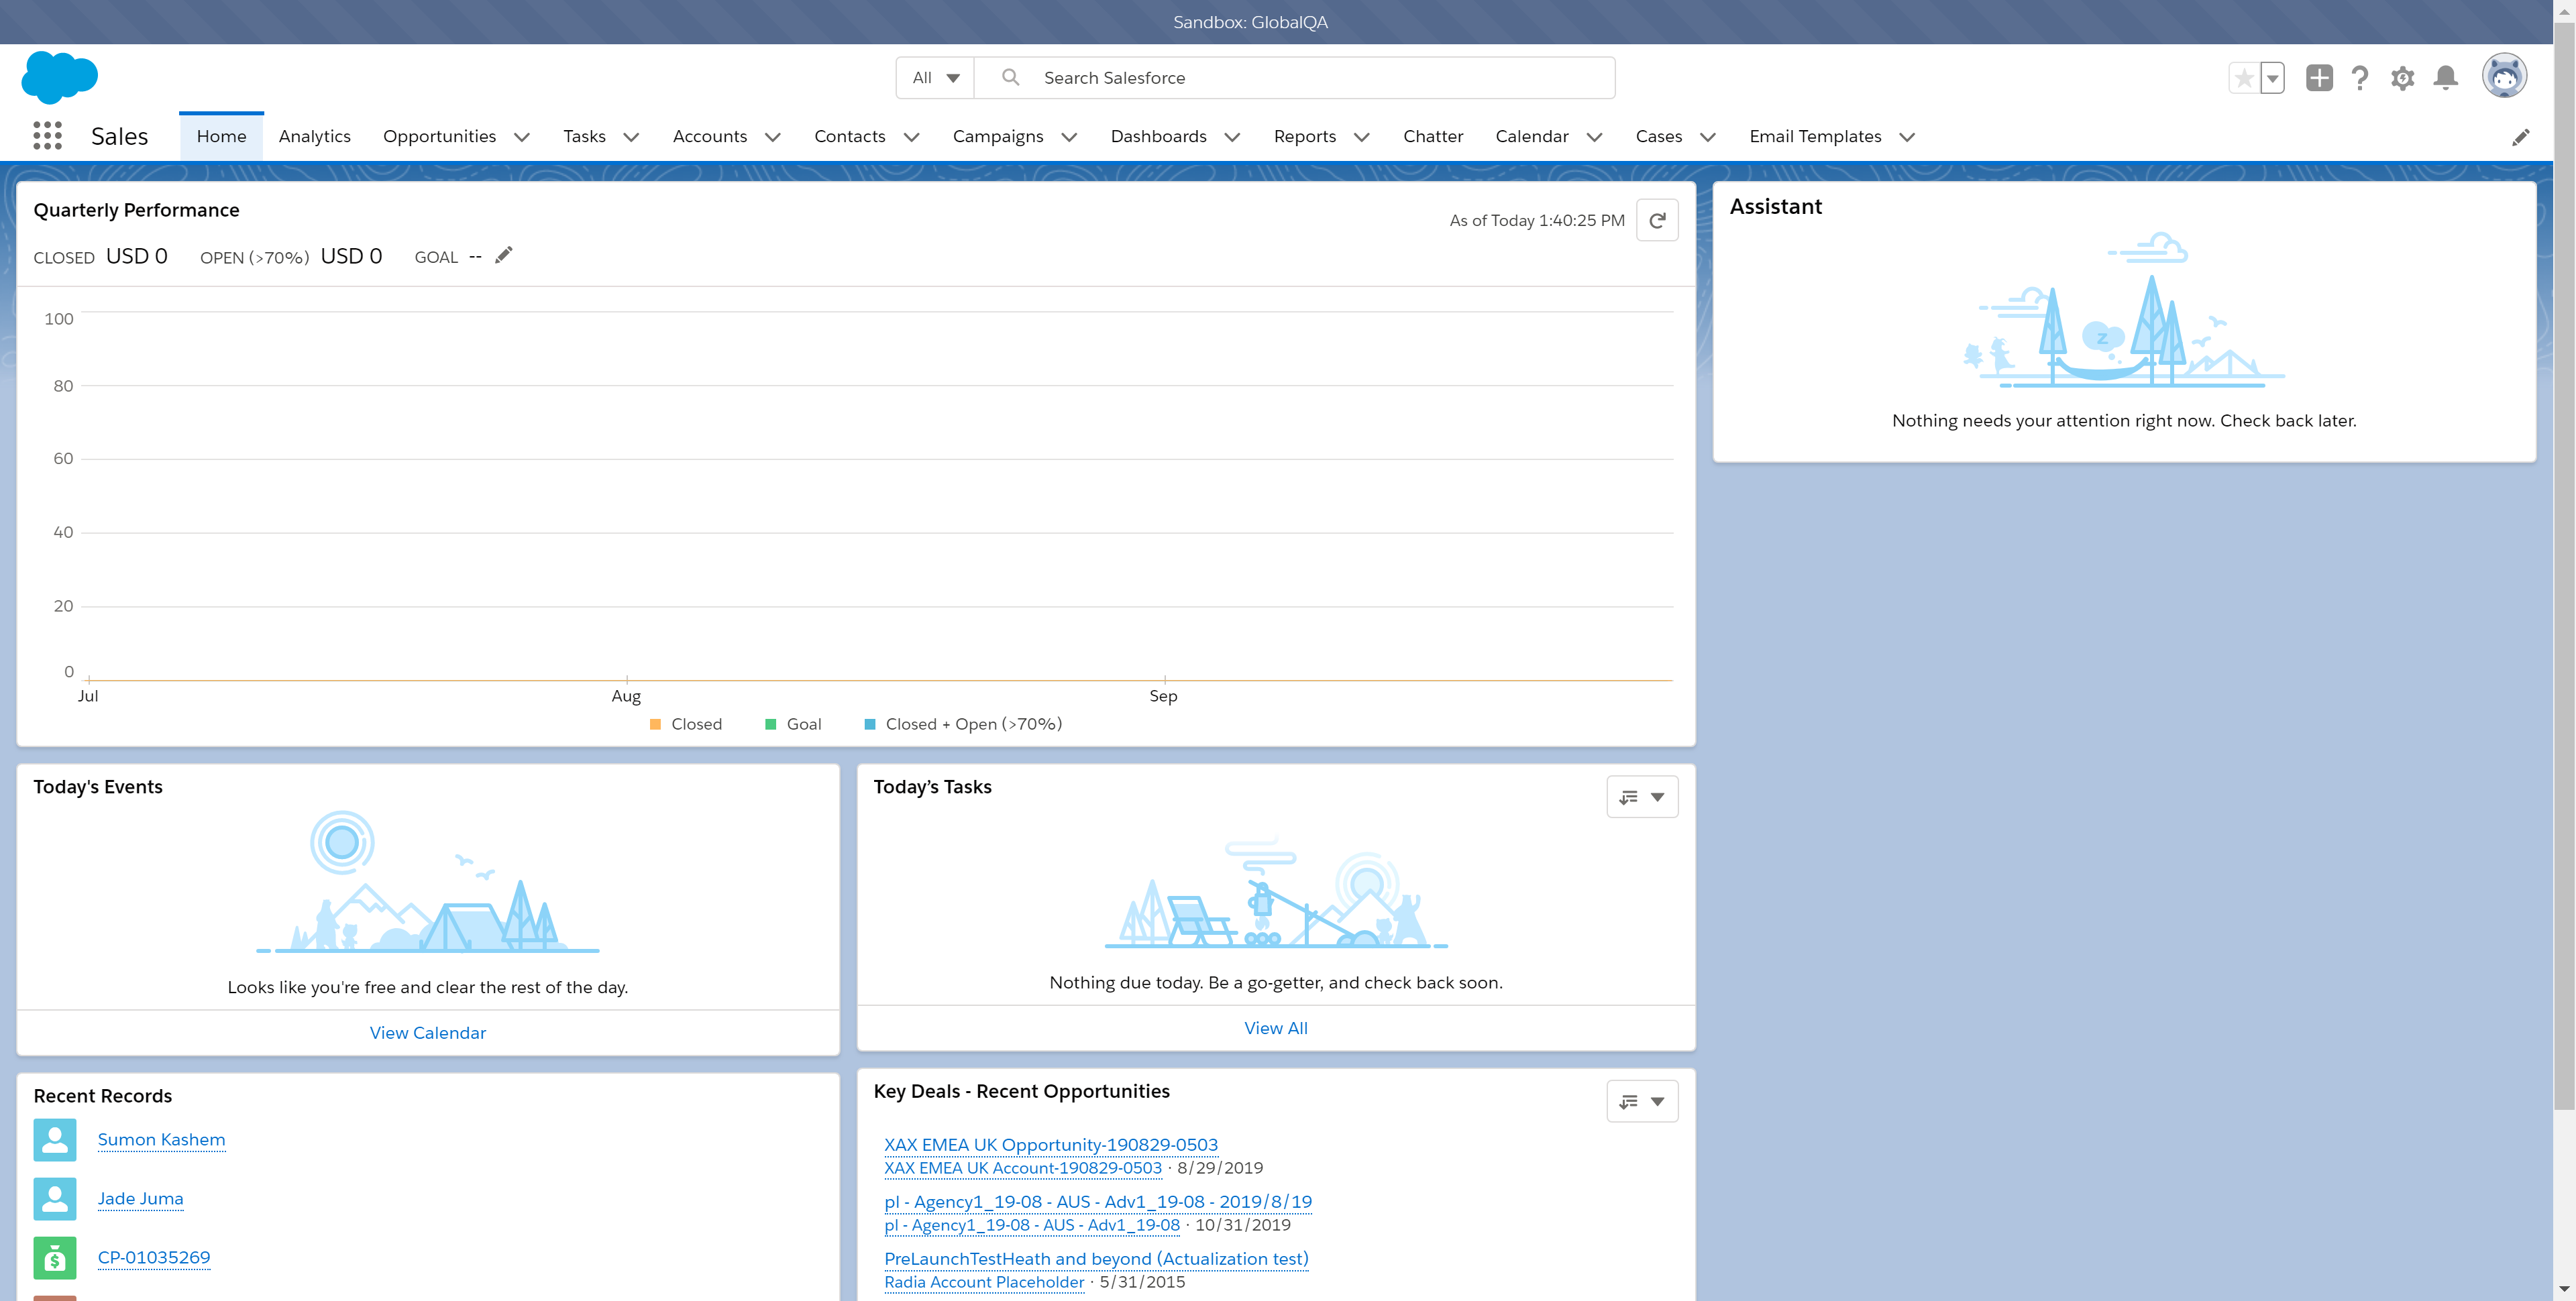 Sandbox: GlobalQA
All
Search Salesforce
Sales
Home
Analytics
Opportunities
Tasks
Accounts
Contacts
Campaigns
Dashboards
Reports
Chatter
Calendar
Cases
Email Templates
Quarterly Performance
As of Today 1:40:25 PM
CLOSED USD 0 OPEN (>70%) USD 0 GOAL --
100
80
60
40
20
0
Jul
Aug
Sep
Closed
Goal
Closed + Open (>70%)
Assistant
z
Nothing needs your attention right now. Check back later.
Today's Events
Looks like you're free and clear the rest of the day.
View Calendar
Today’s Tasks
Nothing due today. Be a go-getter, and check back soon.
View All
Recent Records
Sumon Kashem
Jade Juma
CP-01035269
Key Deals - Recent Opportunities
XAX EMEA UK Opportunity-190829-0503
XAX EMEA UK Account-190829-0503 · 8/29/2019
pl - Agency1_19-08 - AUS - Adv1_19-08 - 2019/8/19
pl - Agency1_19-08 - AUS - Adv1_19-08 · 10/31/2019
PreLaunchTestHeath and beyond (Actualization test)
Radia Account Placeholder · 5/31/2015